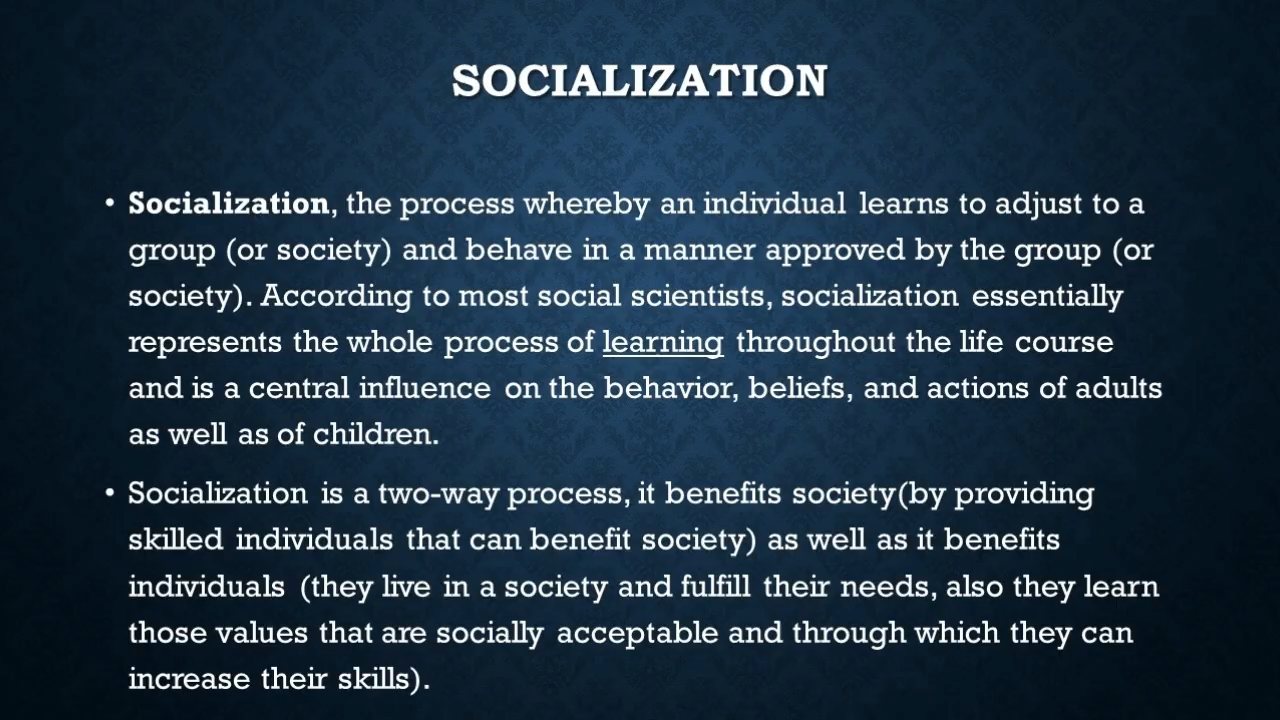 SOCIALIZATION
• Socialization, the process whereby an individual learns to adjust to a
group (or society) and behave in a manner approved by the group (or
society). According to most social scientists, socialization essentially
represents the whole process of learning throughout the life course
and is a central influence on the behavior, beliefs, and actions of adults
as well as of children.
• Socialization is a two-way process, it benefits society(by providing
skilled individuals that can benefit society) as well as it benefits
individuals (they live in a society and fulfill their needs, also they learn
those values that are socially acceptable and through which they can
increase their skills).